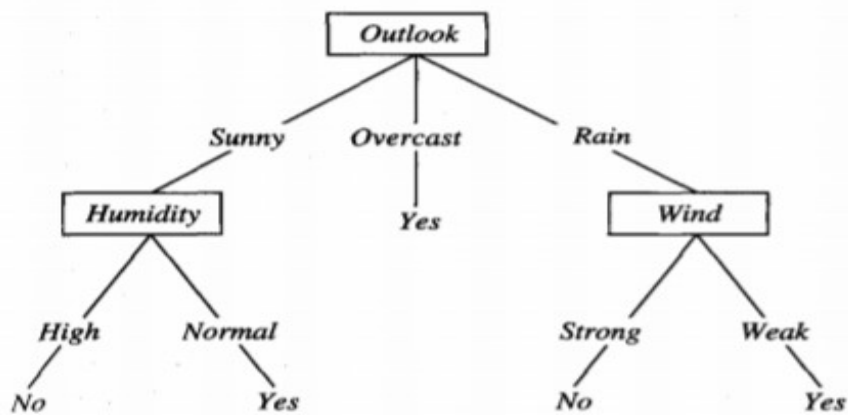 Outlook
Sunny Overcast Rain
Humidity Yes Wind
High Normal Strong Weak
No Yes No Yes